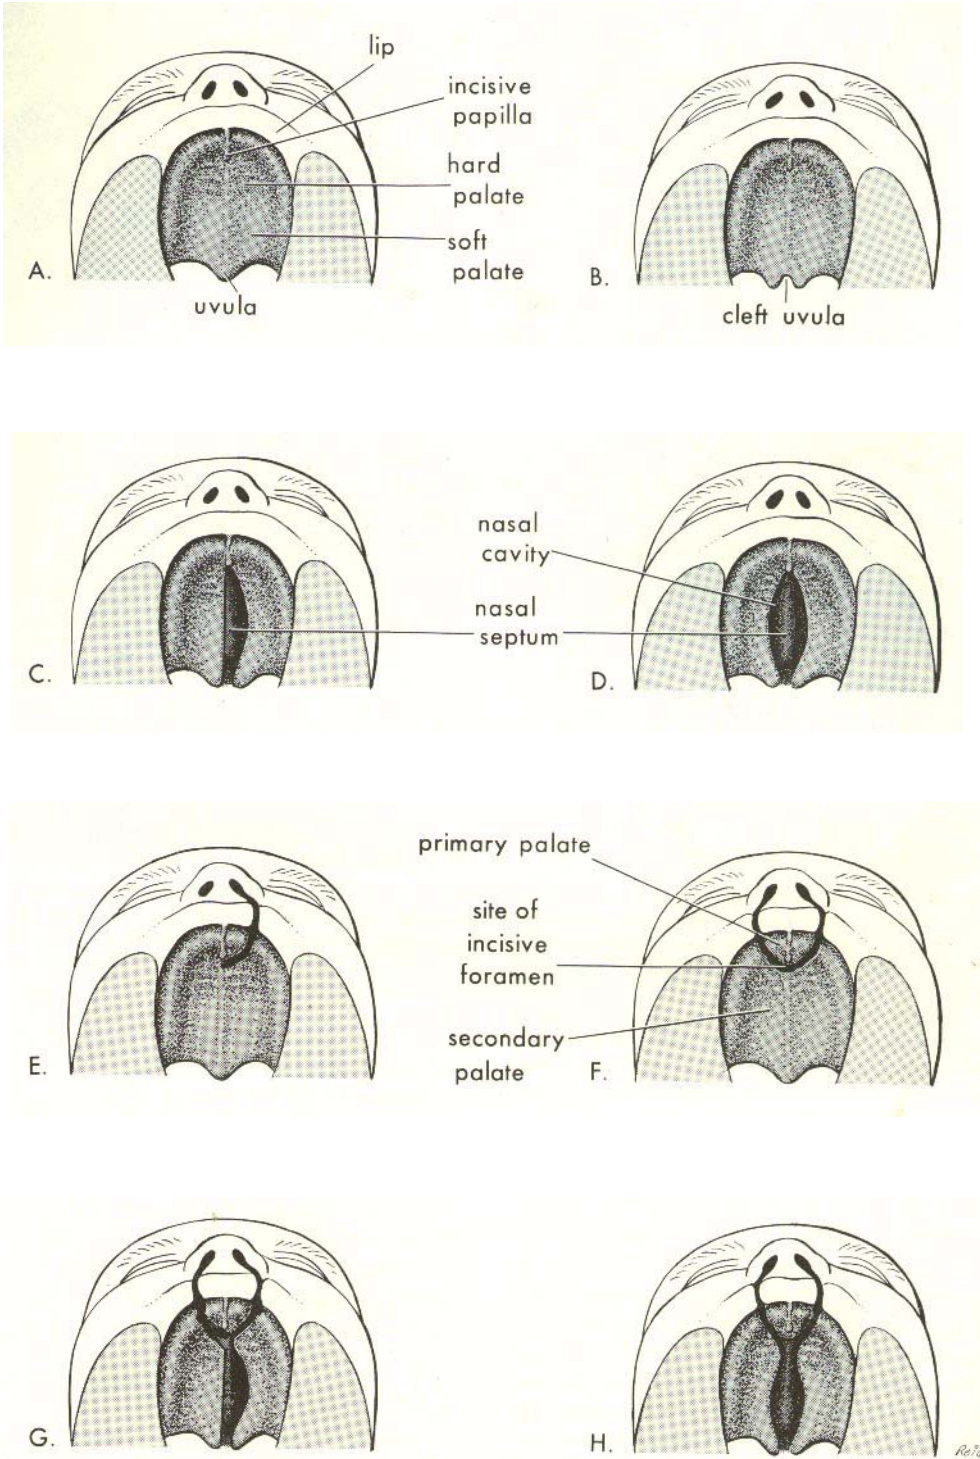 lip
incisive
papilla
hard
palate
soft
palate
A.
uvula
B.
cleft uvula
nasal
cavity
nasal
septum
C.
D.
primary palate
site of
incisive
foramen
secondary
palate
E.
F.
G.
H.